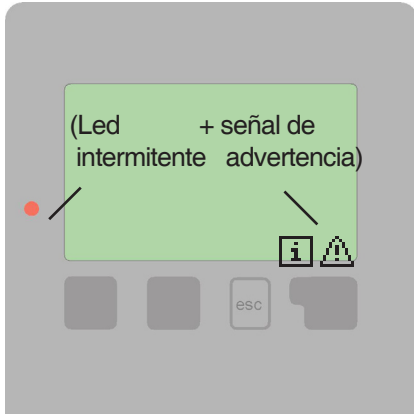 (Led + señal de
intermitente advertencia)
i
esc